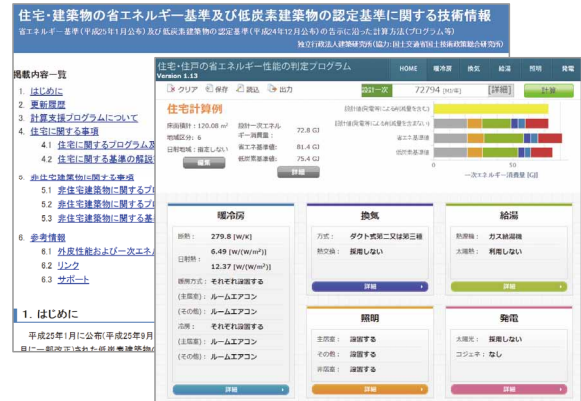 住宅・建築物の省エネルギー基準及び低炭素建築物の認定基準に関する技術情報
省エネルギー基準(平成25年1月公布)及び低炭素建築物の認定基準(平成24年12月公布)の告示に沿った計算方法(プログラム等)
独立行政法人建築研究所(協力:国土交通省国土技術政策総合研究所)
掲載内容一覧
1. はじめに
2. 更新履歴
3. 計算支援プログラムについて
4. 住宅に関する事項
4.1 住宅に関するプログラム及
4.2 住宅に関する基準の解説
5. 非住宅建築物に関する事項
5.1 非住宅建築物に関するプロ
5.2 非住宅建築物に関するプロ
5.3 非住宅建築物に関する基
6. 参考情報
6.1 外皮性能および一次エネ
6.2 リンク
6.3 サポート
1. はじめに
平成25年1月に公布(平成25年9月
住宅・住戸の省エネルギー性能の判定プログラム
Version 1.13
HOME 暖冷房 換気 給湯 照明 発電
クリア 保存 読込 出力
設計一次 72794 [MJ/年] [詳細] 計算
住宅計算例
床面積計:120.08 m²
地域区分:6
日射地域:指定しない
編集
設計一次エネルギー消費量: 72.8 GJ
省エネ基準値: 81.4 GJ
低炭素基準値: 75.4 GJ
詳細
設計値(発電等による削減量を含む)
設計値(発電等による削減量を含まない)
省エネ基準値
低炭素基準値
0 50
一次エネルギー消費量 [GJ]
暖冷房
断熱: 279.8 [W/K]
日射熱: 6.49 [W/(W/m²)]
12.37 [W/(W/m²)]
暖房方式: それぞれ設置する
(主居室): ルームエアコン
(その他): ルームエアコン
冷房: それぞれ設置する
(主居室): ルームエアコン
(その他): ルームエアコン
詳細
換気
方式: ダクト式第二又は第三種
熱交換: 採用しない
詳細
給湯
熱源機: ガス給湯機
太陽熱: 利用しない
詳細
照明
主居室: 設置する
その他: 設置する
非居室: 設置する
詳細
発電
太陽光: 採用しない
コジェネ: なし
詳細